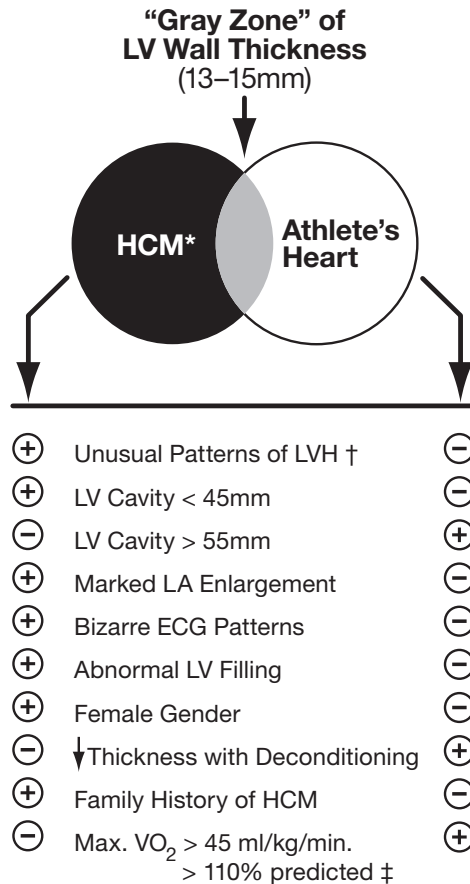 “Gray Zone” of
LV Wall Thickness
(13–15mm)
HCM*
Athlete’s
Heart
⊕ Unusual Patterns of LVH † ⊖
⊕ LV Cavity < 45mm ⊖
⊖ LV Cavity > 55mm ⊕
⊕ Marked LA Enlargement ⊖
⊕ Bizarre ECG Patterns ⊖
⊕ Abnormal LV Filling ⊖
⊕ Female Gender ⊖
⊖ ↓Thickness with Deconditioning ⊕
⊕ Family History of HCM ⊖
⊖ Max. VO₂ > 45 ml/kg/min. ⊕
> 110% predicted ‡